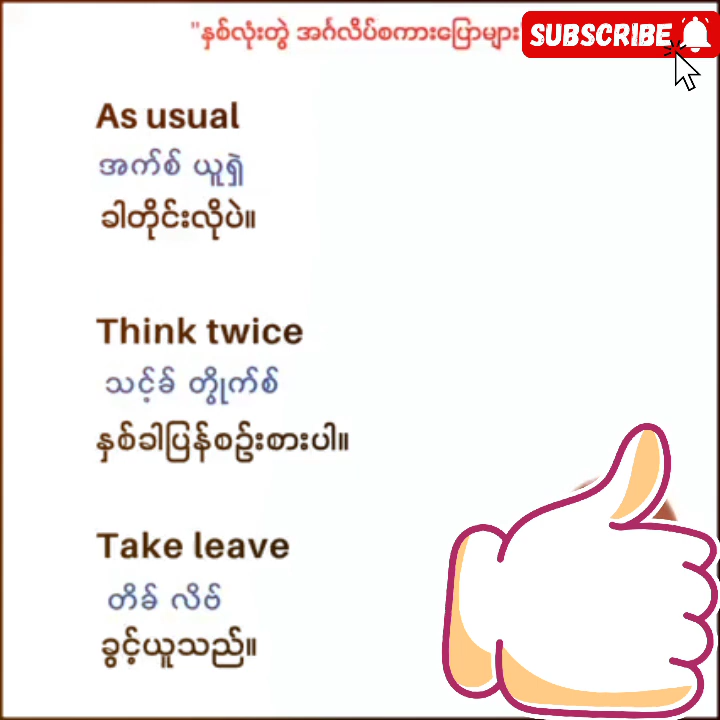 "နှစ်လုံးတွဲ အင်္ဂလိပ်စကားပြောများ
SUBSCRIBE
As usual
အက်စ် ယူရှဲ
ခါတိုင်းလိုပဲ။
Think twice
သင့်ခ် တွိုက်စ်
နှစ်ခါပြန်စဉ်းစားပါ။
Take leave
တိခ် လိဗ်
ခွင့်ယူသည်။